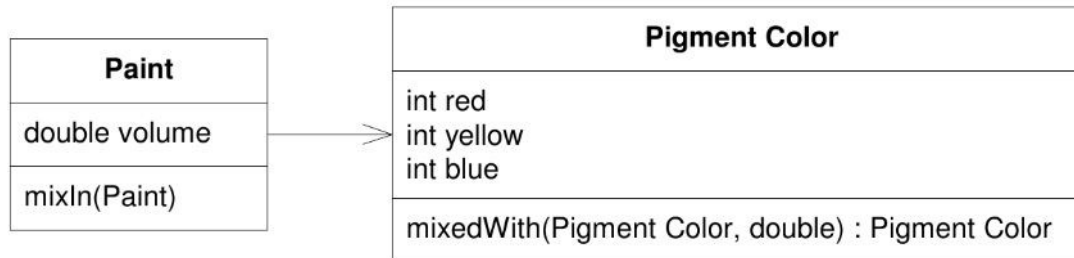 Paint
double volume
mixIn(Paint)
Pigment Color
int red
int yellow
int blue
mixedWith(Pigment Color, double) : Pigment Color